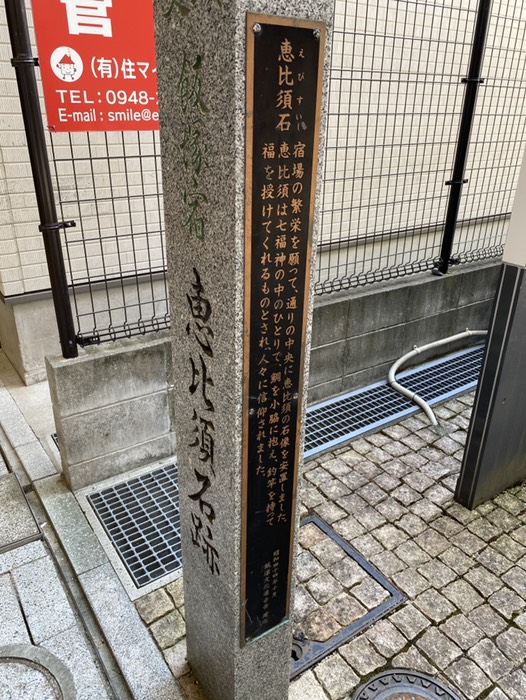 管
(有)住マイ
TEL:0948-
E-mail:smile@e
飯塚宿
恵比須石跡
恵比須石
えびすいし
宿場の繁栄を願つて、通りの中央に恵比須の石像を安置しました。
恵比須は七福神の中のひとりで、鯛を小脇に抱え、釣竿を持つて
福を授けてくれるものとされ、人々に信仰されました。